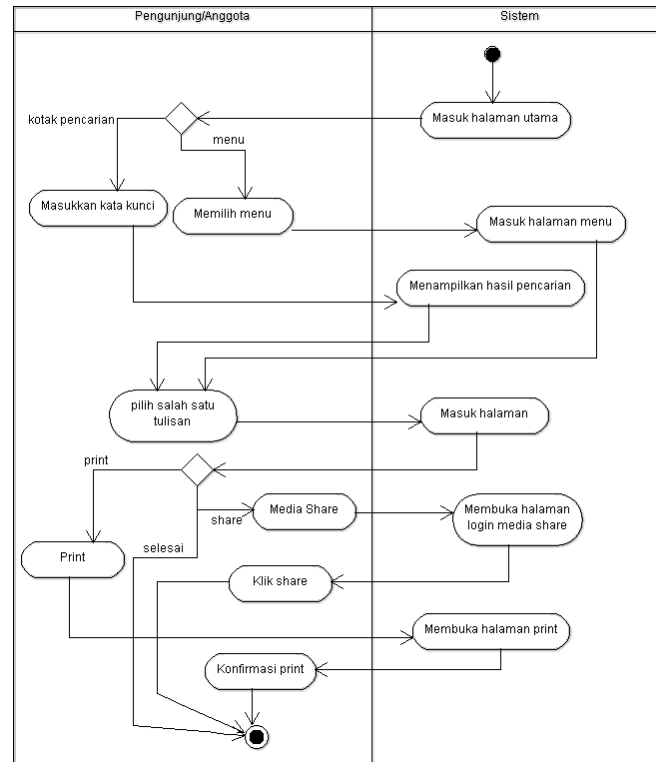 Pengunjung/Anggota
Sistem
Masuk halaman utama
kotak pencarian
menu
Masukkan kata kunci
Memilih menu
Masuk halaman menu
Menampilkan hasil pencarian
pilih salah satu
tulisan
Masuk halaman
print
share
Media Share
Membuka halaman
login media share
selesai
Print
Klik share
Membuka halaman print
Konfirmasi print